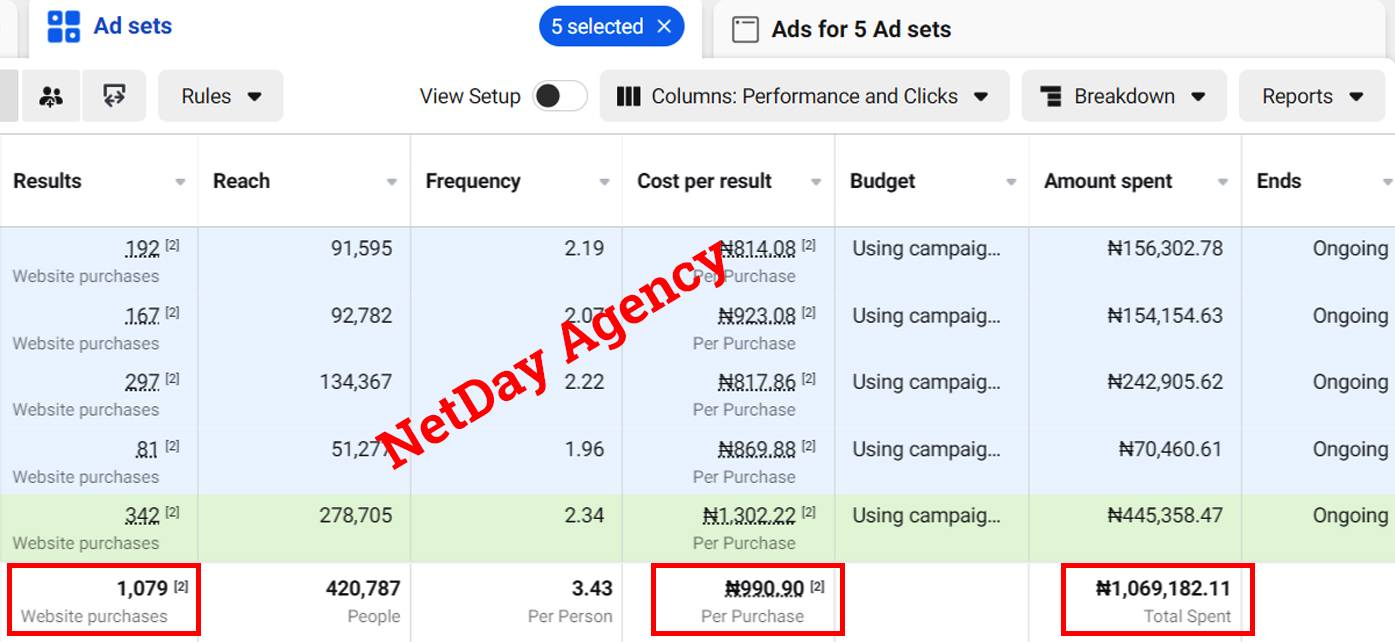 Ad sets
5 selected
Ads for 5 Ad sets
Rules
View Setup
Columns: Performance and Clicks
Breakdown
Reports
Results Reach Frequency Cost per result Budget Amount spent Ends
192 [2] 91,595 2.19 ₦814.08 [2] Using campaig... ₦156,302.78 Ongoing
Website purchases Per Purchase
167 [2] 92,782 2.07 ₦923.08 [2] Using campaig... ₦154,154.63 Ongoing
Website purchases Per Purchase
297 [2] 134,367 2.22 ₦817.86 [2] Using campaig... ₦242,905.62 Ongoing
Website purchases Per Purchase
81 [2] 51,277 1.96 ₦869.88 [2] Using campaig... ₦70,460.61 Ongoing
Website purchases Per Purchase
342 [2] 278,705 2.34 ₦1,302.22 [2] Using campaig... ₦445,358.47 Ongoing
Website purchases Per Purchase
1,079 [2] 420,787 3.43 ₦990.90 [2] ₦1,069,182.11
Website purchases People Per Person Per Purchase Total Spent
NetDay Agency